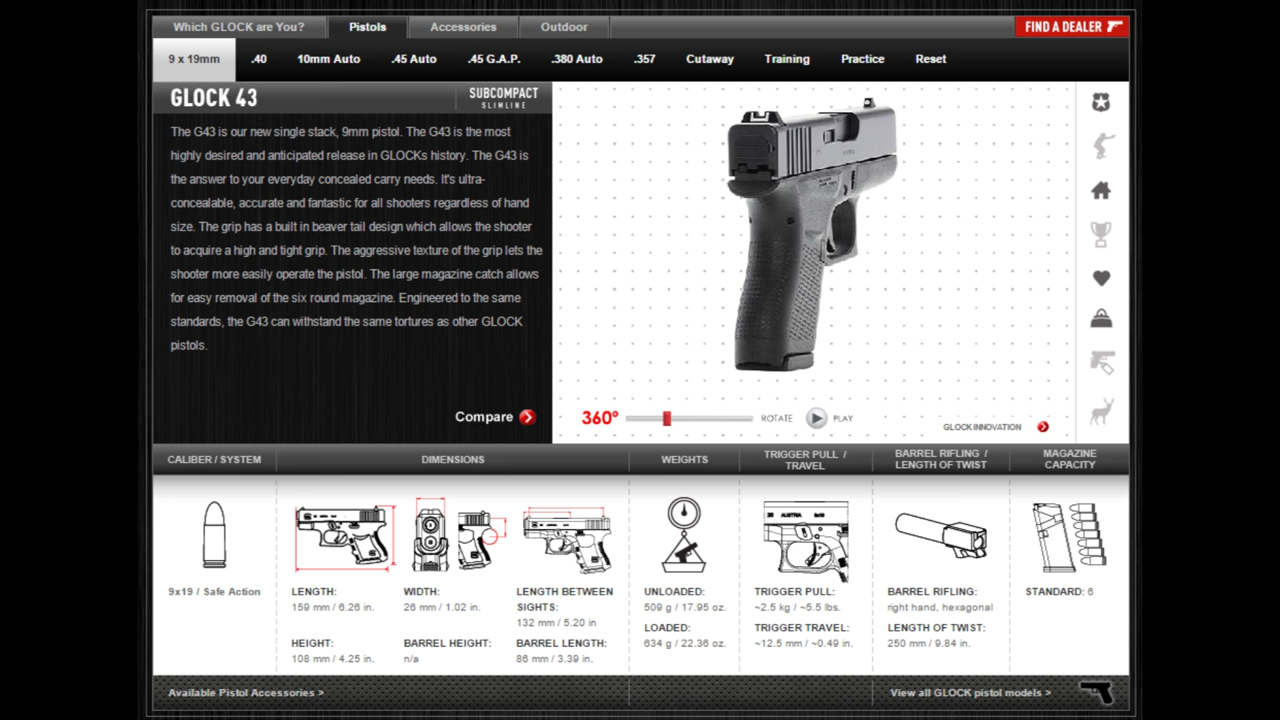 Which GLOCK are You?
Pistols
Accessories
Outdoor
FIND A DEALER
9 x 19mm
.40
10mm Auto
.45 Auto
.45 G.A.P.
.380 Auto
.357
Cutaway
Training
Practice
Reset
GLOCK 43
SUBCOMPACT
SLIMLINE
The G43 is our new single stack, 9mm pistol. The G43 is the most
highly desired and anticipated release in GLOCKs history. The G43 is
the answer to your everyday concealed carry needs. It's ultra-
concealable, accurate and fantastic for all shooters regardless of hand
size. The grip has a built in beaver tail design which allows the shooter
to acquire a high and tight grip. The aggressive texture of the grip lets the
shooter more easily operate the pistol. The large magazine catch allows
for easy removal of the six round magazine. Engineered to the same
standards, the G43 can withstand the same tortures as other GLOCK
pistols.
Compare
360°
ROTATE
PLAY
GLOCK INNOVATION
CALIBER / SYSTEM
DIMENSIONS
WEIGHTS
TRIGGER PULL /
TRAVEL
BARREL RIFLING /
LENGTH OF TWIST
MAGAZINE
CAPACITY
9x19 / Safe Action
LENGTH:
159 mm / 6.26 in.
HEIGHT:
108 mm / 4.25 in.
WIDTH:
26 mm / 1.02 in.
BARREL HEIGHT:
n/a
LENGTH BETWEEN
SIGHTS:
132 mm / 5.20 in
BARREL LENGTH:
86 mm / 3.39 in.
UNLOADED:
509 g / 17.95 oz.
LOADED:
634 g / 22.36 oz.
AUSTRIA
TRIGGER PULL:
~2.5 kg / ~5.5 lbs.
TRIGGER TRAVEL:
~12.5 mm / ~0.49 in.
BARREL RIFLING:
right hand, hexagonal
LENGTH OF TWIST:
250 mm / 9.84 in.
STANDARD: 6
Available Pistol Accessories >
View all GLOCK pistol models >